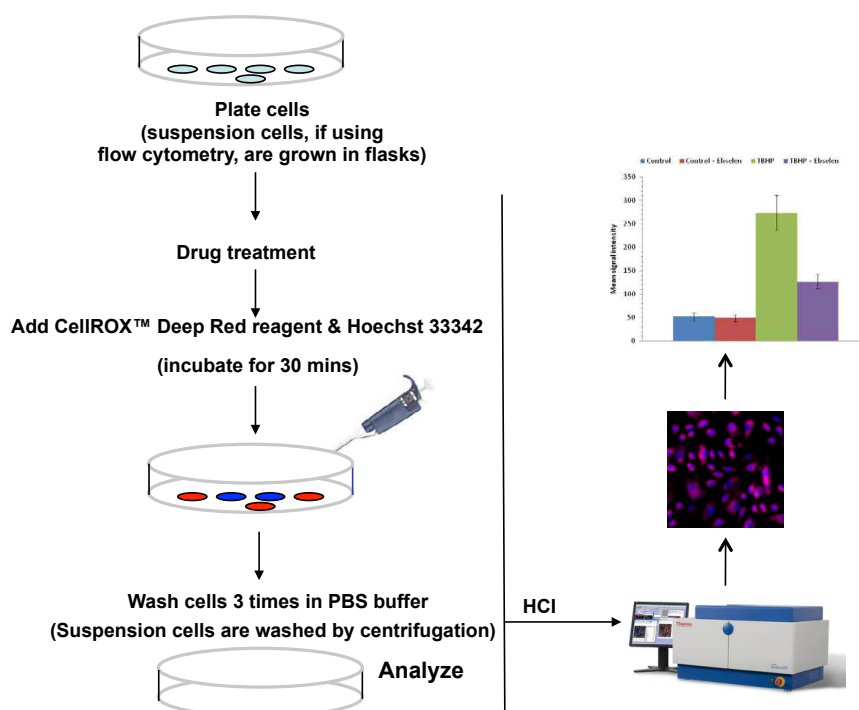 Plate cells
(suspension cells, if using
flow cytometry, are grown in flasks)
Drug treatment
Add CellROX™ Deep Red reagent & Hoechst 33342
(incubate for 30 mins)
Wash cells 3 times in PBS buffer
(Suspension cells are washed by centrifugation)
Analyze
HCI
Control
Control + Ebselen
TBHP
TBHP + Ebselen
Mean signal intensity
350
300
250
200
150
100
50
0
Thermo